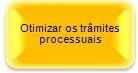 Otimizar os trâmites
processuais